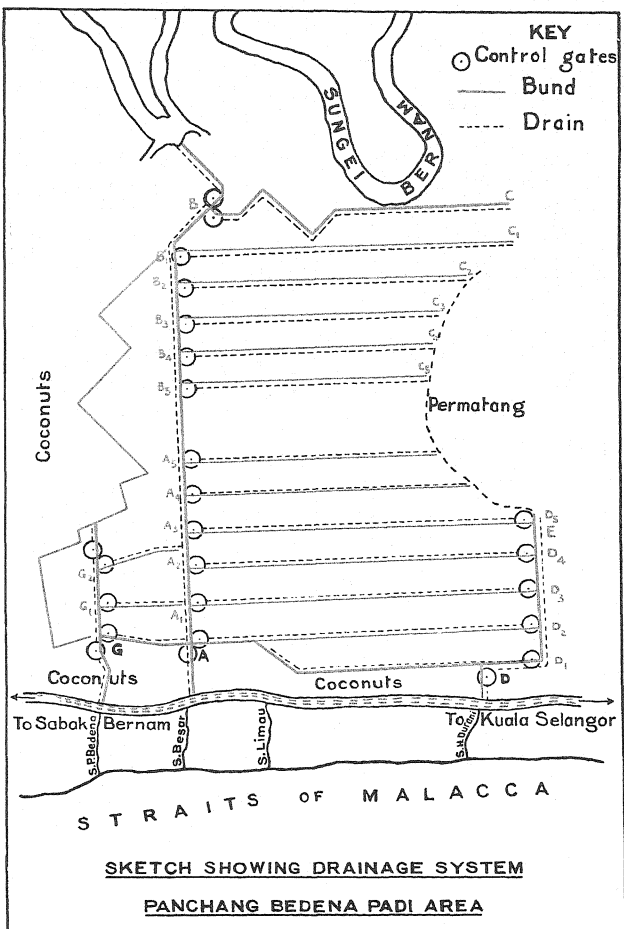 KEY
Control gates
Bund
Drain
SUNGEI BERNAM
B
C
C1
B1
C2
B2
C3
B3
C4
B4
C5
B5
Coconuts
Permatang
A5
A4
A3
D5
E
A2
D4
G2
D3
G1
A1
D2
G
A
D1
D
Coconuts
Coconuts
To Sabak Bernam
To Kuala Selangor
S.P.Bedena
S.Besar
S.Limau
S.H.Durani
STRAITS OF MALACCA
SKETCH SHOWING DRAINAGE SYSTEM
PANCHANG BEDENA PADI AREA